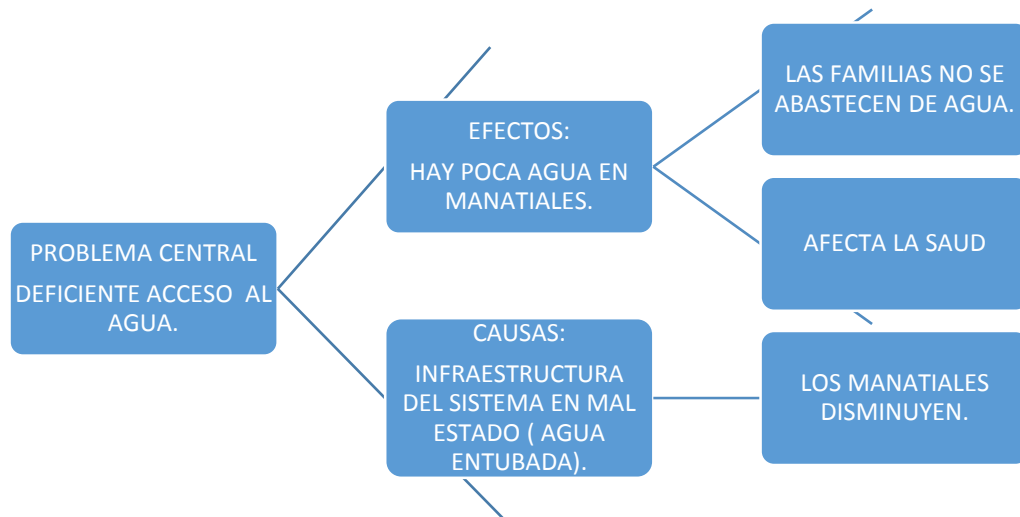 PROBLEMA CENTRAL
DEFICIENTE ACCESO AL
AGUA.
EFECTOS:
HAY POCA AGUA EN
MANATIALES.
LAS FAMILIAS NO SE
ABASTECEN DE AGUA.
AFECTA LA SAUD
CAUSAS:
INFRAESTRUCTURA
DEL SISTEMA EN MAL
ESTADO ( AGUA
ENTUBADA).
LOS MANATIALES
DISMINUYEN.